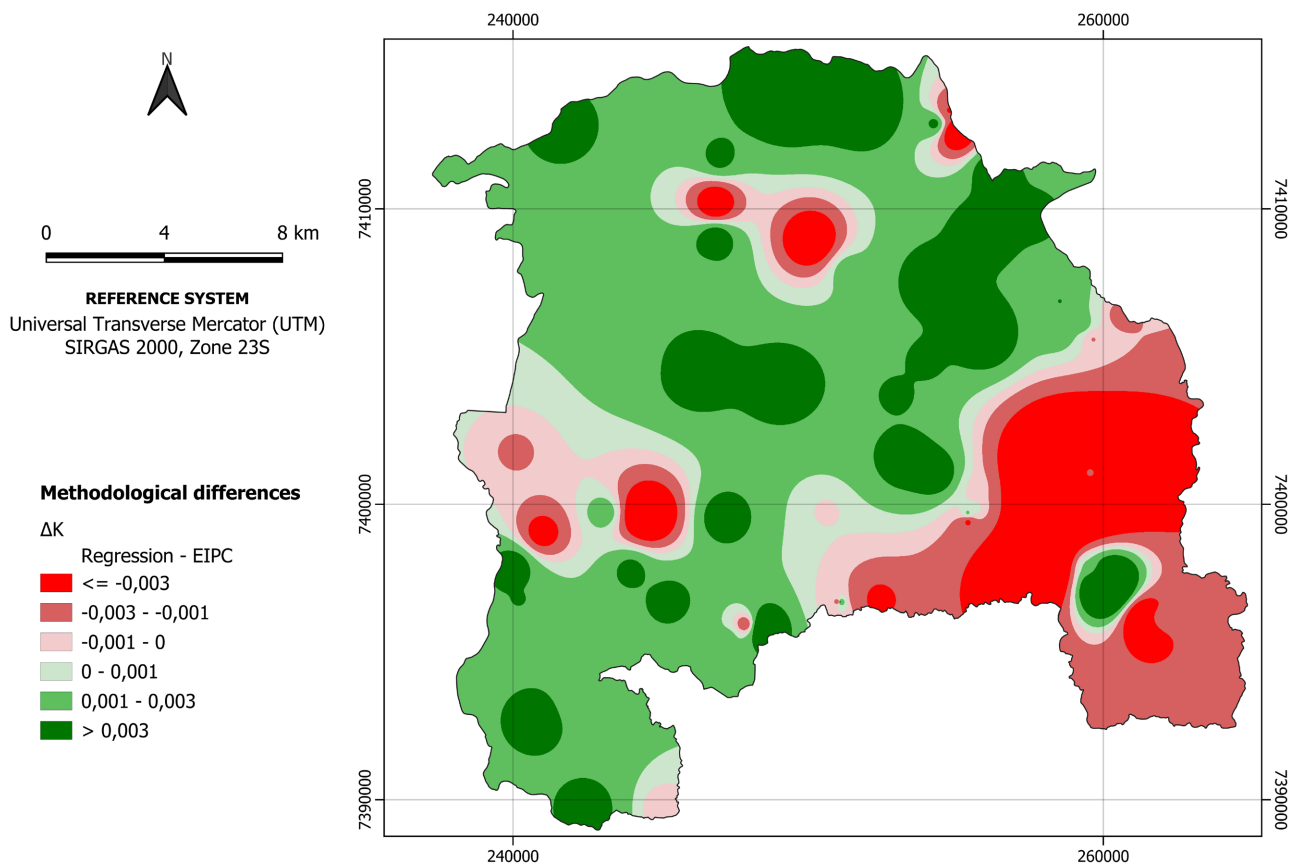 240000
260000
N
7410000
7410000
0 4 8 km
REFERENCE SYSTEM
Universal Transverse Mercator (UTM)
SIRGAS 2000, Zone 23S
Methodological differences
ΔK
Regression - EIPC
<= -0,003
-0,003 - -0,001
-0,001 - 0
0 - 0,001
0,001 - 0,003
> 0,003
7400000
7400000
7390000
7390000
240000
260000